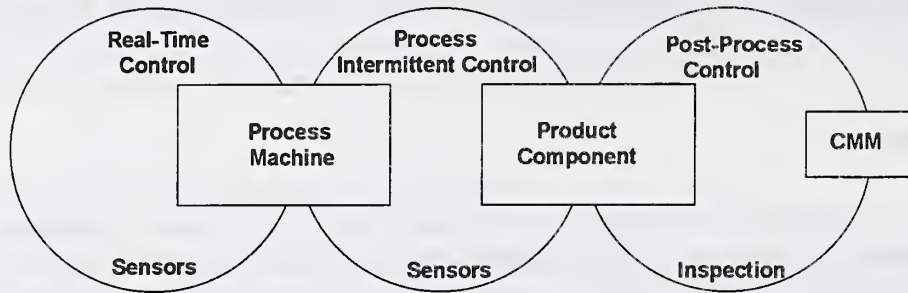 Real-Time
Control
Process
Intermittent Control
Post-Process
Control
Process
Machine
Product
Component
CMM
Sensors
Sensors
Inspection